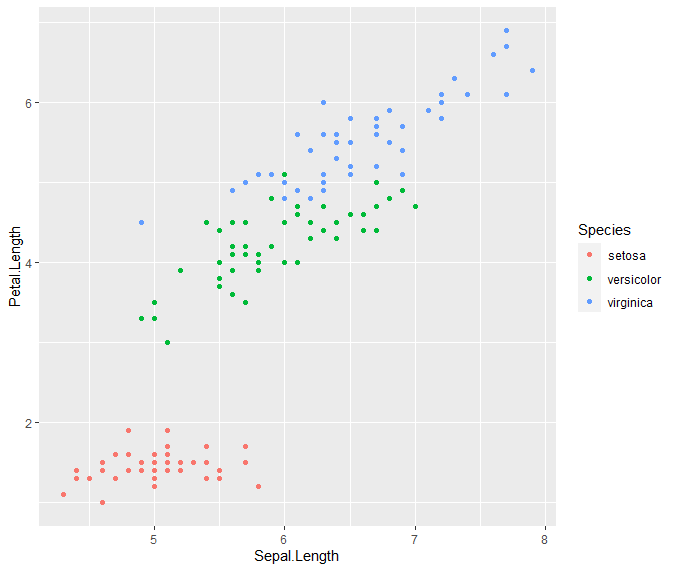 Petal.Length
6
4
2
5 6 7 8
Sepal.Length
Species
setosa
versicolor
virginica